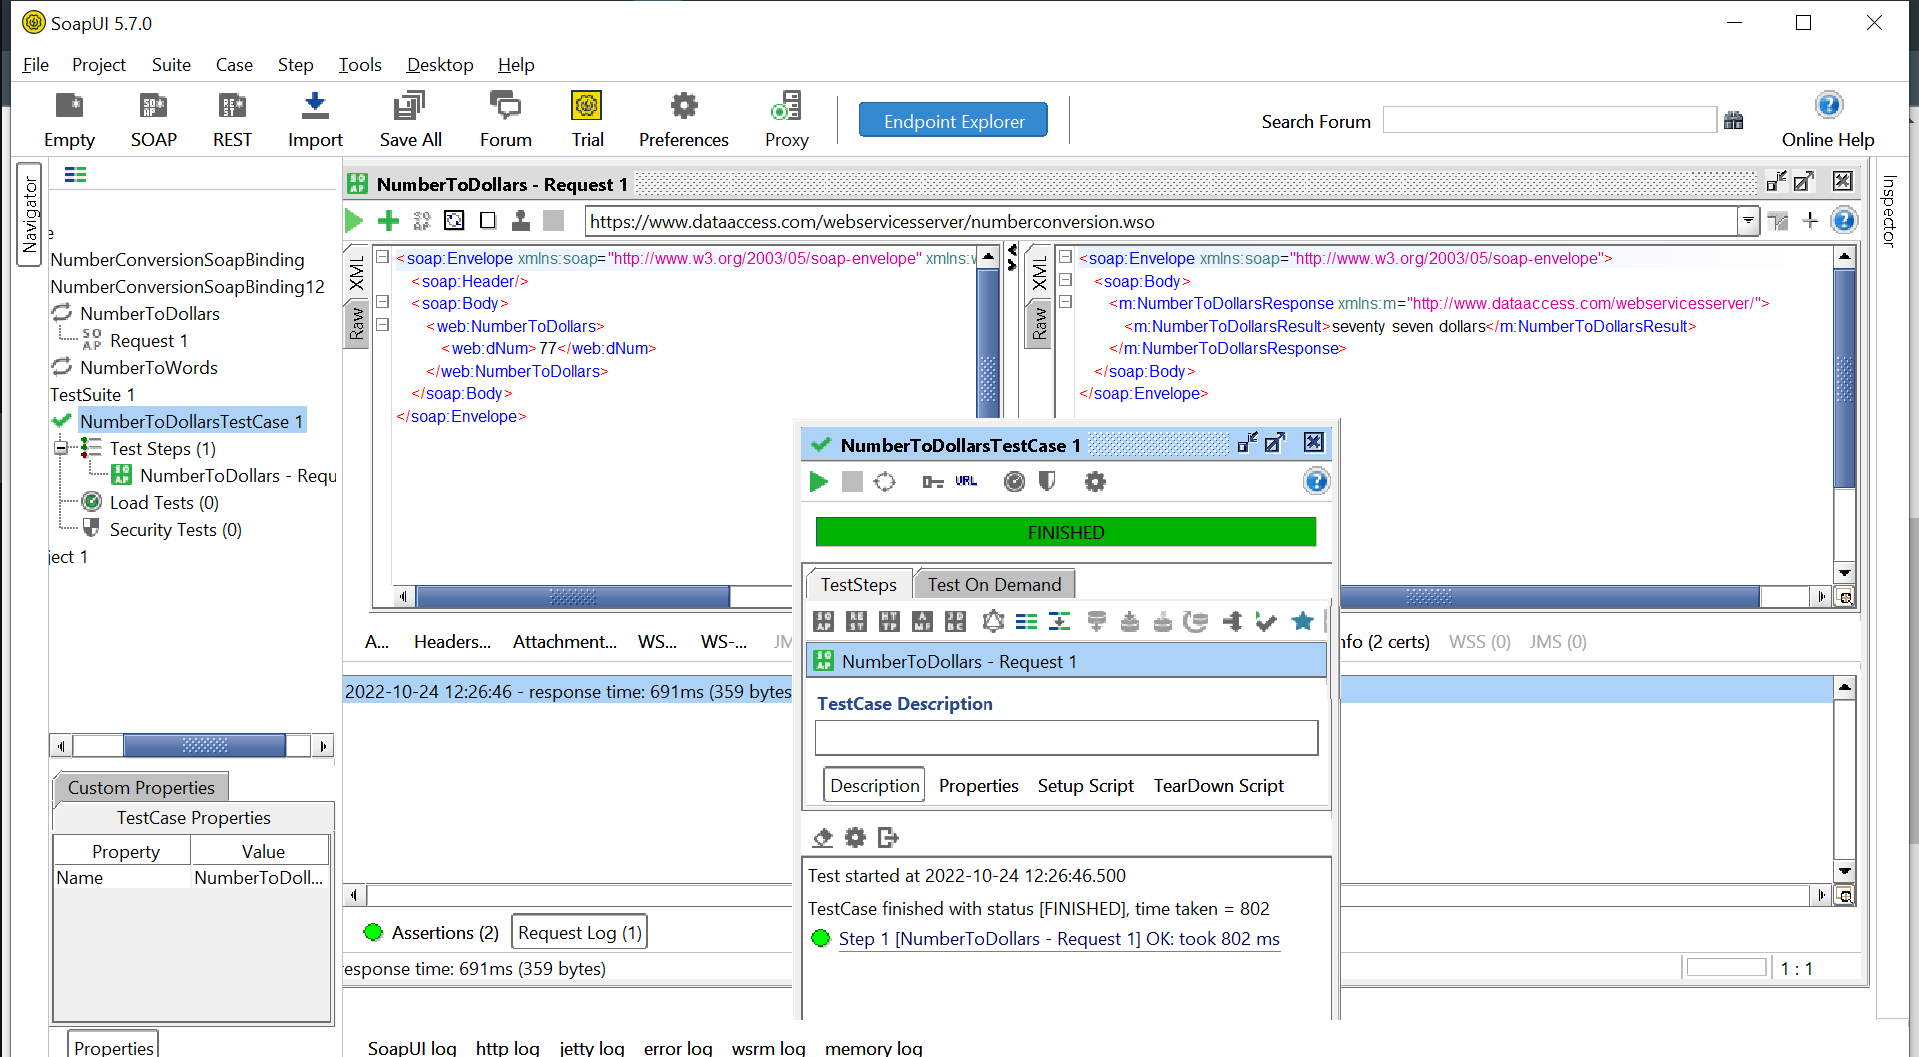 SoapUI 5.7.0
File Project Suite Case Step Tools Desktop Help
Empty SOAP REST Import Save All Forum Trial Preferences Proxy Endpoint Explorer Search Forum Online Help
Navigator
Inspector
NumberToDollars - Request 1
https://www.dataaccess.com/webservicesserver/numberconversion.wso
e
NumberConversionSoapBinding
NumberConversionSoapBinding12
NumberToDollars
Request 1
NumberToWords
TestSuite 1
NumberToDollarsTestCase 1
Test Steps (1)
NumberToDollars - Requ
Load Tests (0)
Security Tests (0)
ject 1
XML
Raw
<soap:Envelope xmlns:soap="http://www.w3.org/2003/05/soap-envelope" xmlns:w
<soap:Header/>
<soap:Body>
<web:NumberToDollars>
<web:dNum>77</web:dNum>
</web:NumberToDollars>
</soap:Body>
</soap:Envelope>
XML
Raw
<soap:Envelope xmlns:soap="http://www.w3.org/2003/05/soap-envelope">
<soap:Body>
<m:NumberToDollarsResponse xmlns:m="http://www.dataaccess.com/webservicesserver/">
<m:NumberToDollarsResult>seventy seven dollars</m:NumberToDollarsResult>
</m:NumberToDollarsResponse>
</soap:Body>
</soap:Envelope>
A... Headers... Attachment... WS... WS-... JM
nfo (2 certs) WSS (0) JMS (0)
2022-10-24 12:26:46 - response time: 691ms (359 bytes
NumberToDollarsTestCase 1
URL
FINISHED
TestSteps Test On Demand
SOAP REST HTTP AMF JDBC
NumberToDollars - Request 1
TestCase Description
Description Properties Setup Script TearDown Script
Test started at 2022-10-24 12:26:46.500
TestCase finished with status [FINISHED], time taken = 802
Step 1 [NumberToDollars - Request 1] OK: took 802 ms
Custom Properties
TestCase Properties
Property Value
Name NumberToDoll...
Assertions (2) Request Log (1)
esponse time: 691ms (359 bytes)
1 : 1
Properties
SoapUI log http log jetty log error log wsrm log memory log